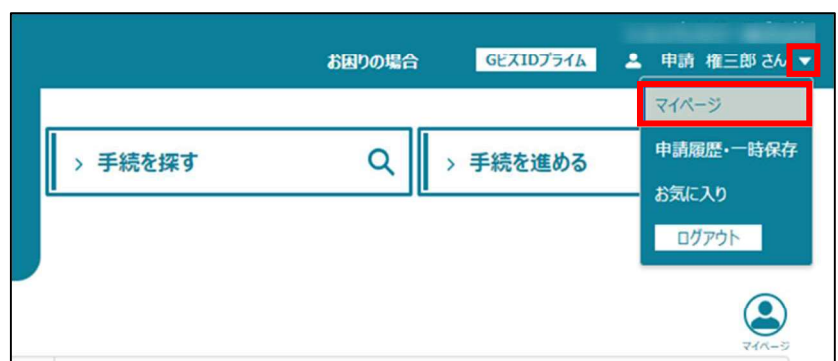 お困りの場合 GビズIDプライム 申請 権三郎 さん ▼
マイページ
> 手続を探す > 手続を進める
申請履歴・一時保存
お気に入り
ログアウト
マイページ